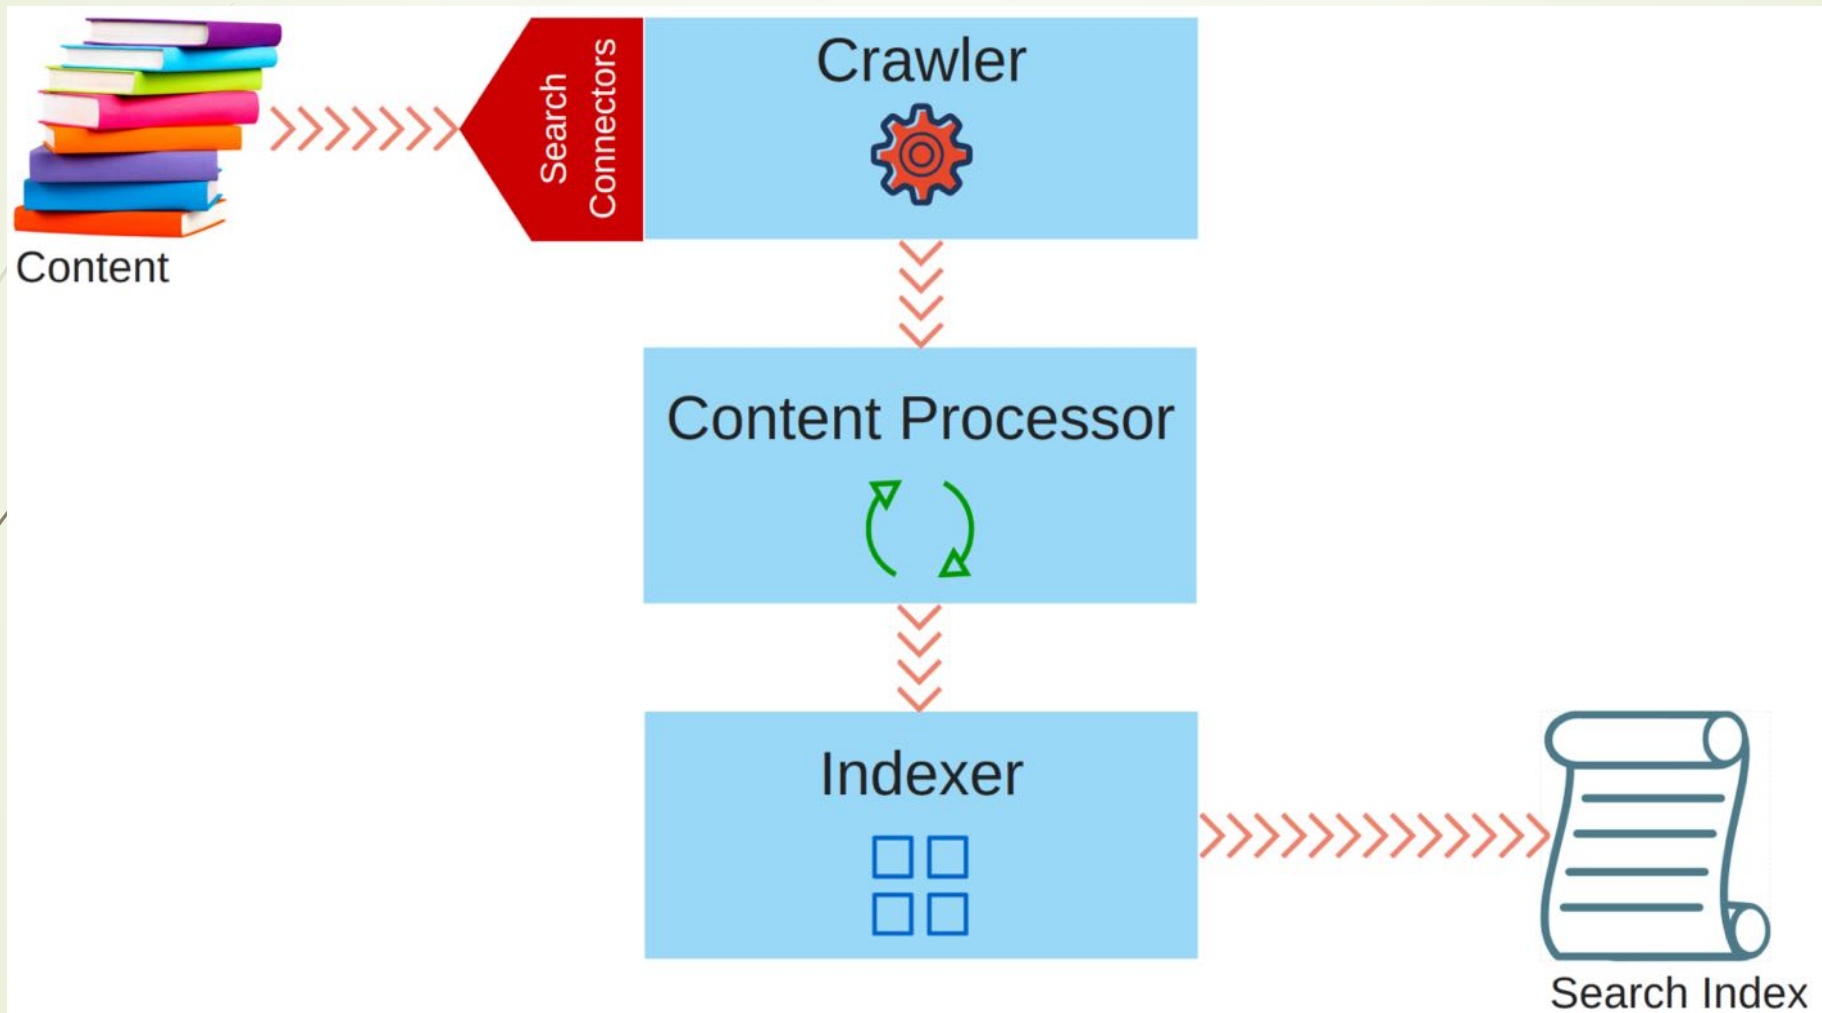 Content
Search
Connectors
Crawler
Content Processor
Indexer
Search Index